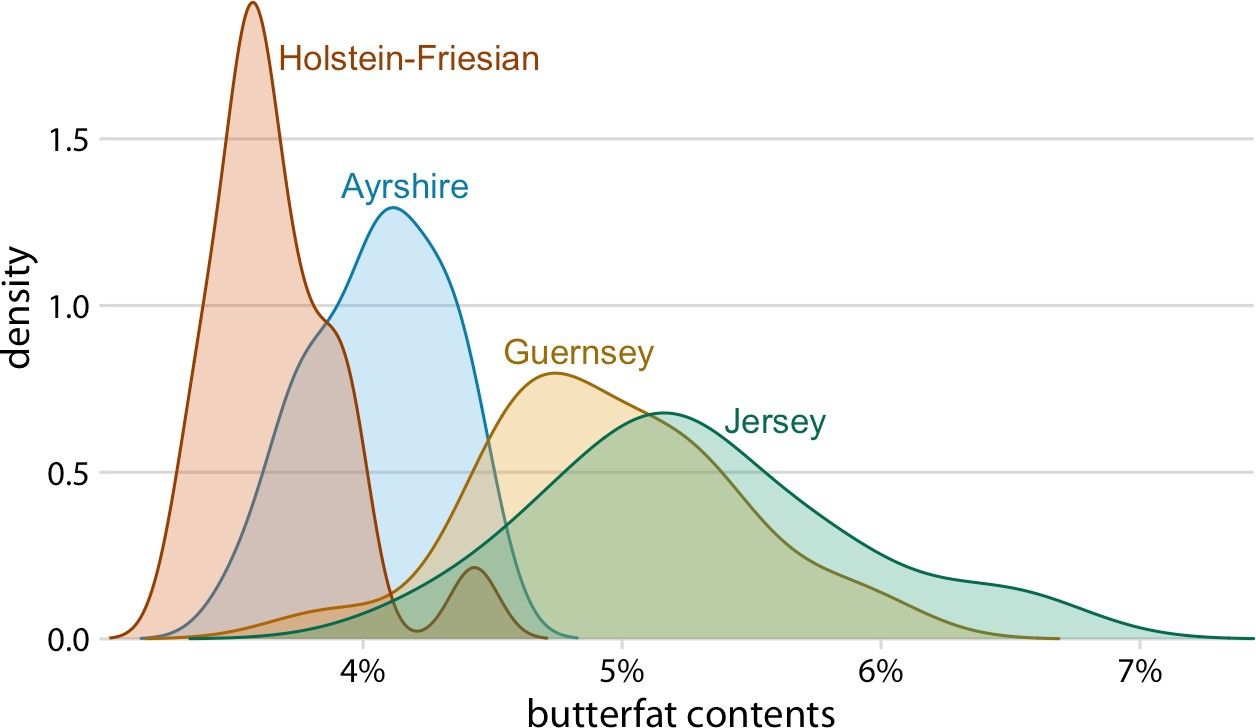 Holstein-Friesian
1.5
Ayrshire
1.0
density
Guernsey
Jersey
0.5
0.0
4% 5% 6% 7%
butterfat contents